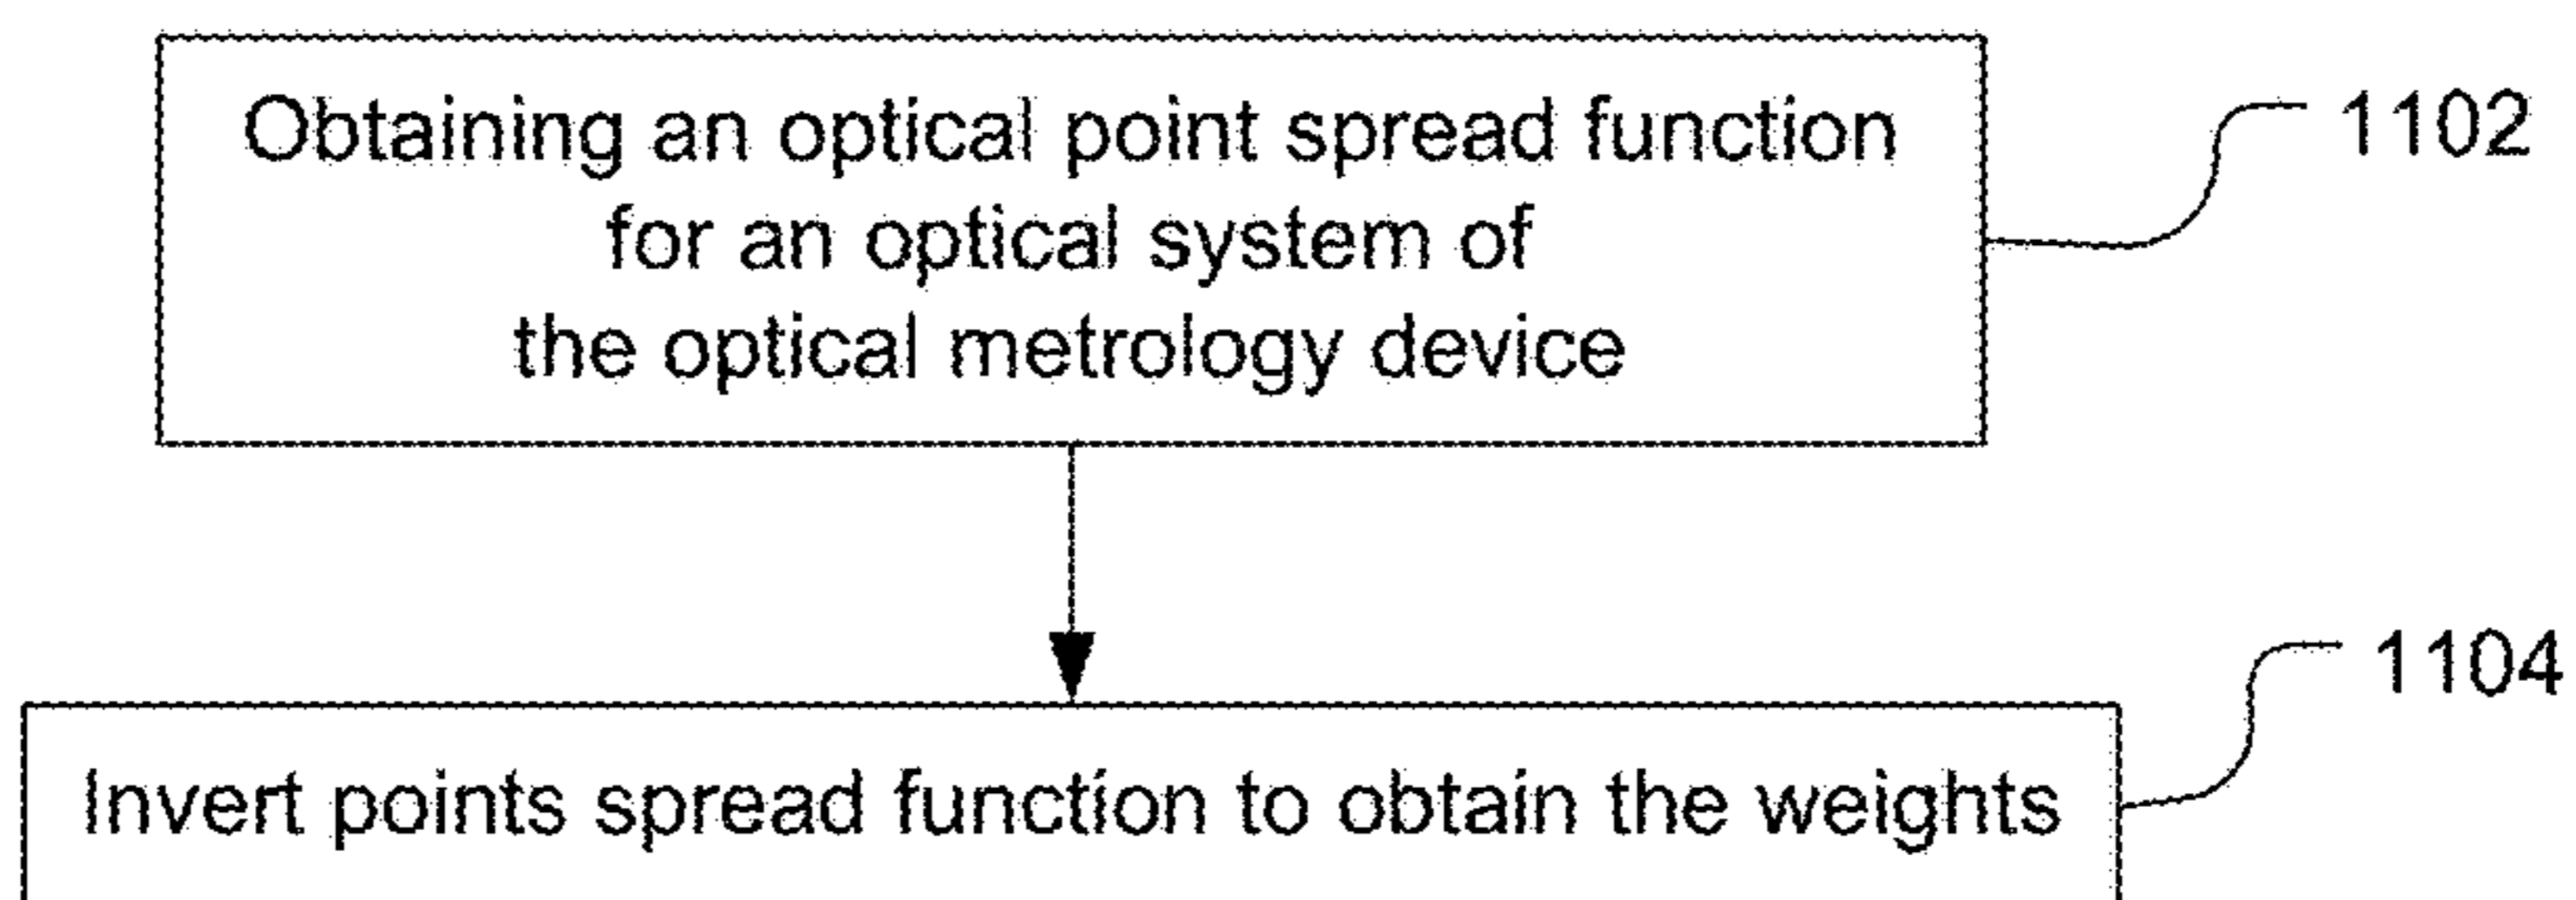 Obtaining an optical point spread function
1102
for an optical system of
the optical metrology device
1104
Invert points spread function to obtain the weights